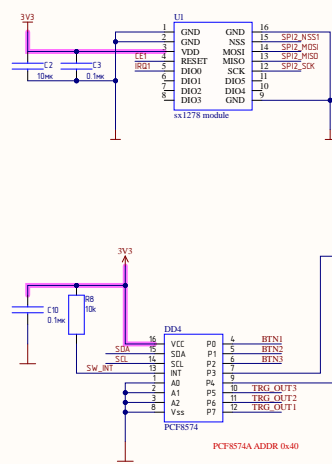 3V3
U1
1 GND GND 16
2 GND NSS 15 SPI2_NSS1
3 VDD MOSI 14 SPI2_MOSI
CE1 4 RESET MISO 13 SPI2_MISO
IRQ1 5 DIO0 SCK 12 SPI2_SCK
6 DIO1 DIO5 11
7 DIO2 DIO4 10
8 DIO3 GND 9
sx1278 module
C2
10мк
C3
0.1мк
3V3
C10
0.1мк
R8
10k
DD4
16 VCC P0 4 BTN1
SDA 15 SDA P1 5 BTN2
SCL 14 SCL P2 6 BTN3
SW_INT 13 INT P3 7
1 A0 P4 9
2 A1 P5 10 TRG_OUT3
3 A2 P6 11 TRG_OUT2
8 Vss P7 12 TRG_OUT1
PCF8574
PCF8574A ADDR 0x40